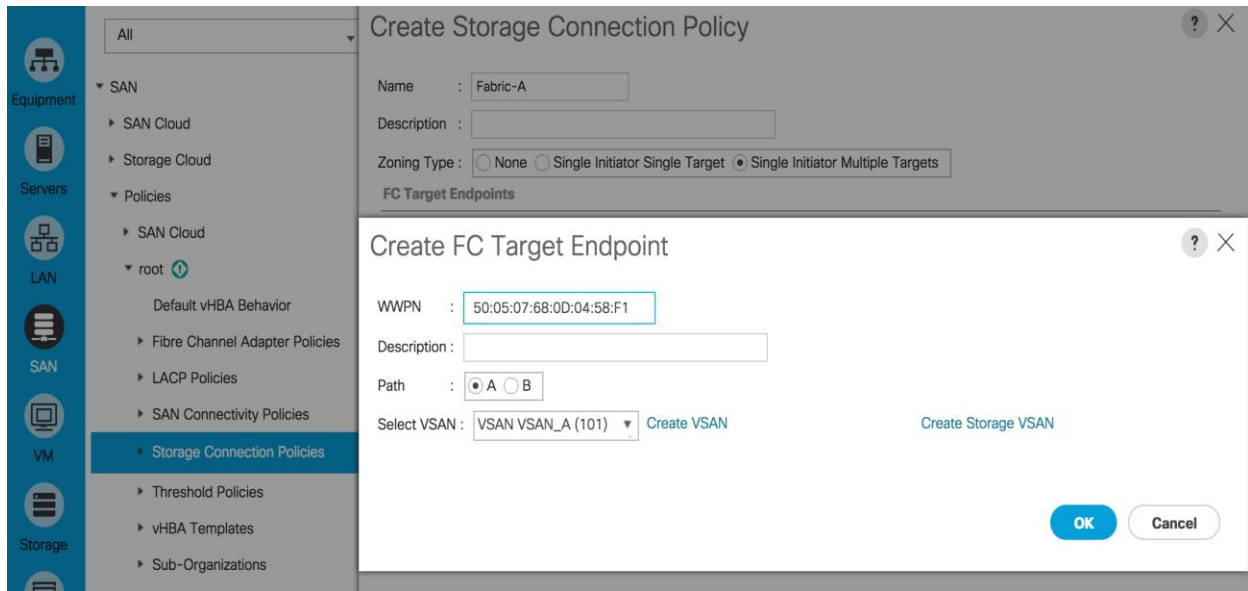 Equipment
Servers
LAN
SAN
VM
Storage
All
SAN
SAN Cloud
Storage Cloud
Policies
SAN Cloud
root
Default vHBA Behavior
Fibre Channel Adapter Policies
LACP Policies
SAN Connectivity Policies
Storage Connection Policies
Threshold Policies
vHBA Templates
Sub-Organizations
Create Storage Connection Policy
? ×
Name : Fabric-A
Description :
Zoning Type : None Single Initiator Single Target Single Initiator Multiple Targets
FC Target Endpoints
Create FC Target Endpoint
? ×
WWPN : 50:05:07:68:0D:04:58:F1
Description :
Path : A B
Select VSAN : VSAN VSAN_A (101) Create VSAN Create Storage VSAN
OK Cancel